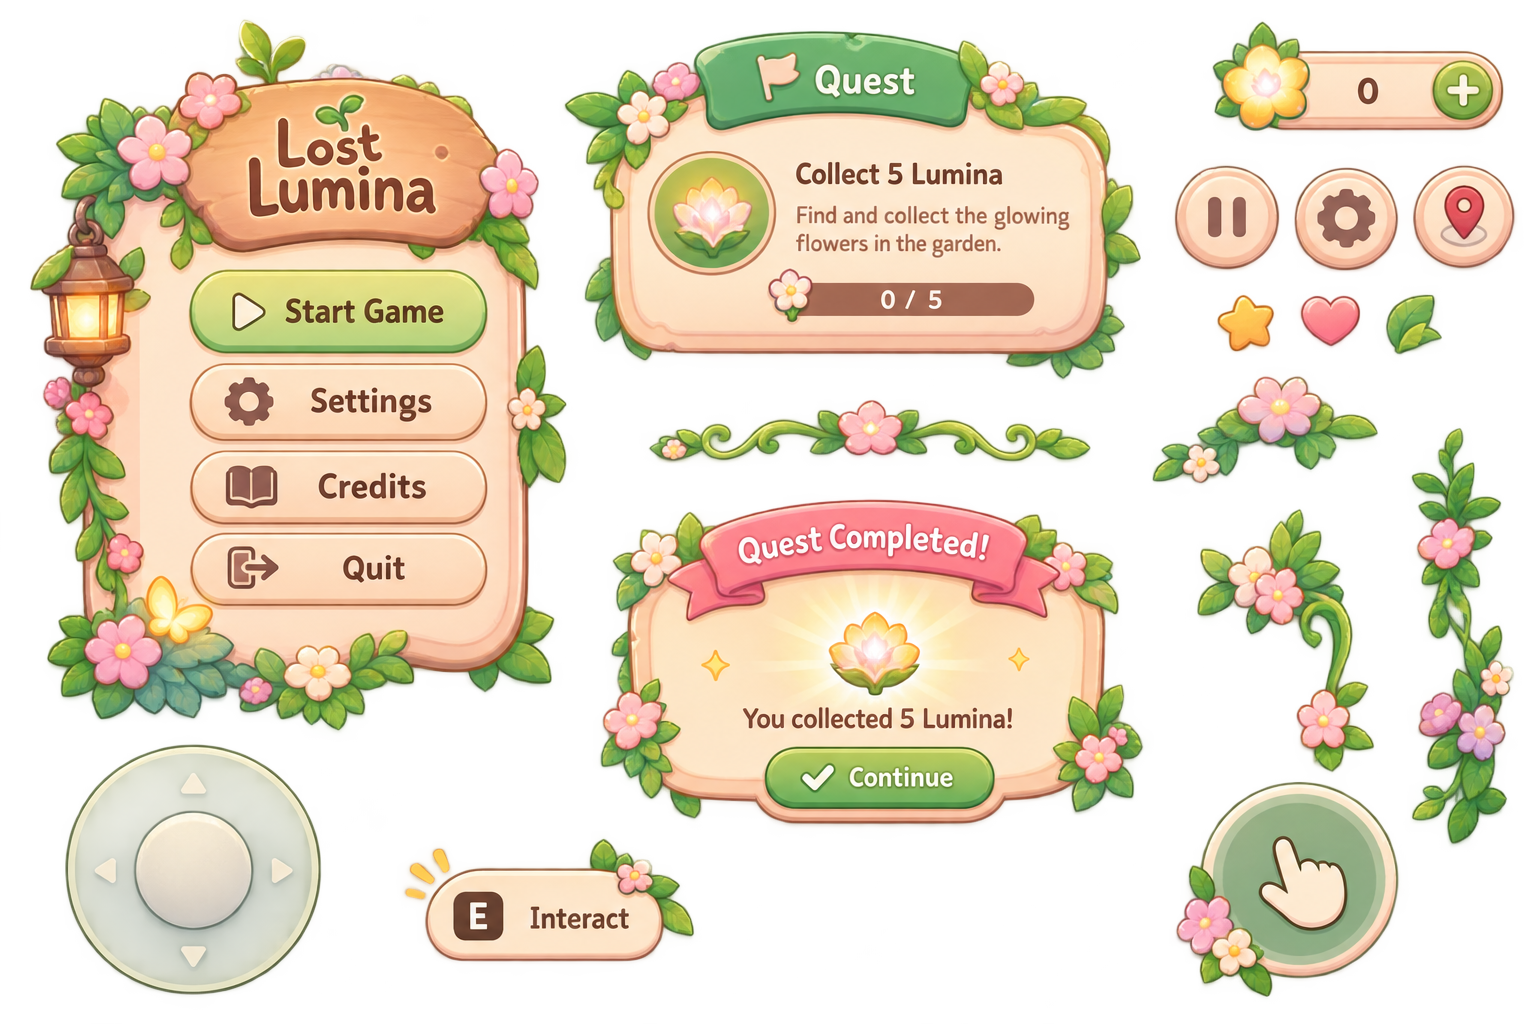 Lost
Lumina
Start Game
Settings
Credits
Quit
Quest
Collect 5 Lumina
Find and collect the glowing
flowers in the garden.
0 / 5
Quest Completed!
You collected 5 Lumina!
Continue
0
E Interact